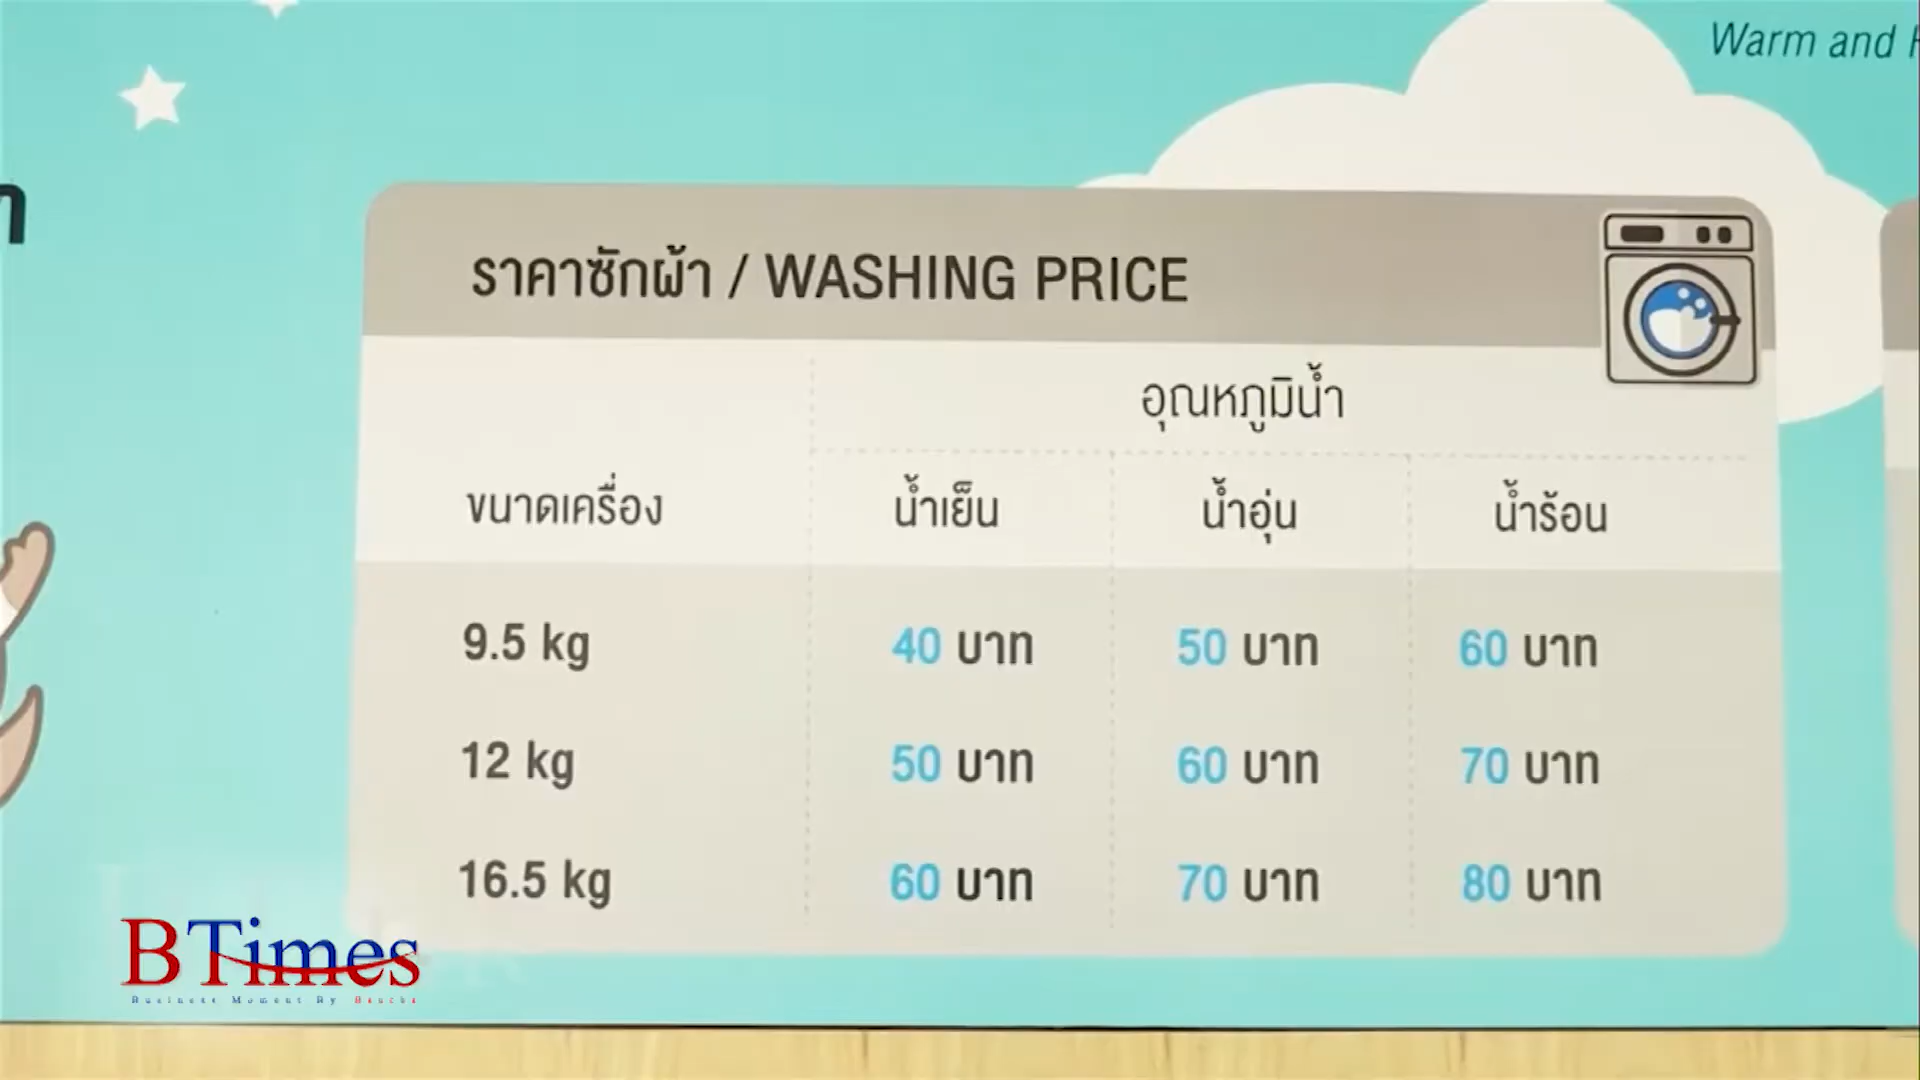 Warm and
ราคาซักผ้า / WASHING PRICE
อุณหภูมิน้ำ
ขนาดเครื่อง น้ำเย็น น้ำอุ่น น้ำร้อน
9.5 kg 40 บาท 50 บาท 60 บาท
12 kg 50 บาท 60 บาท 70 บาท
16.5 kg 60 บาท 70 บาท 80 บาท
BTimes
Business Moment By Bancha